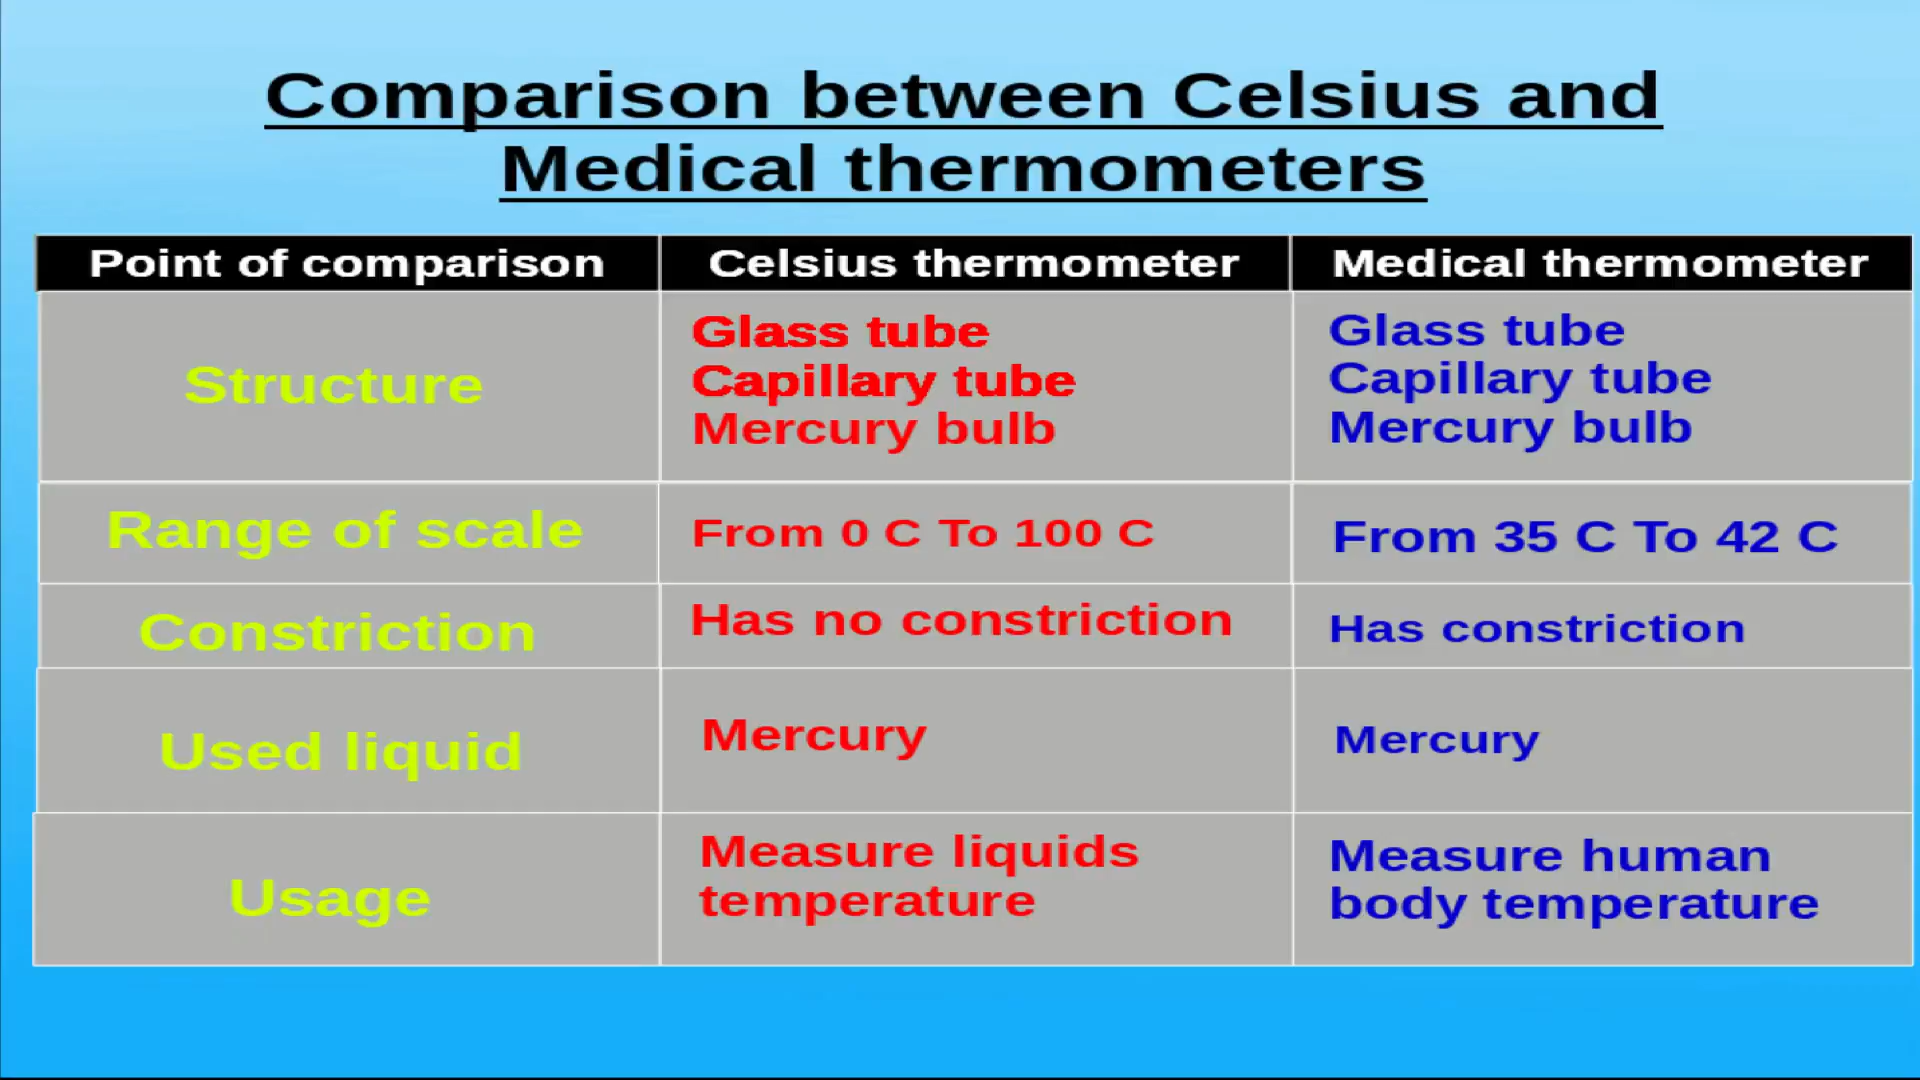 Comparison between Celsius and
Medical thermometers
Point of comparison
Celsius thermometer
Medical thermometer
Structure
Glass tube
Capillary tube
Mercury bulb
Glass tube
Capillary tube
Mercury bulb
Range of scale
From 0 C To 100 C
From 35 C To 42 C
Constriction
Has no constriction
Has constriction
Used liquid
Mercury
Mercury
Usage
Measure liquids
temperature
Measure human
body temperature